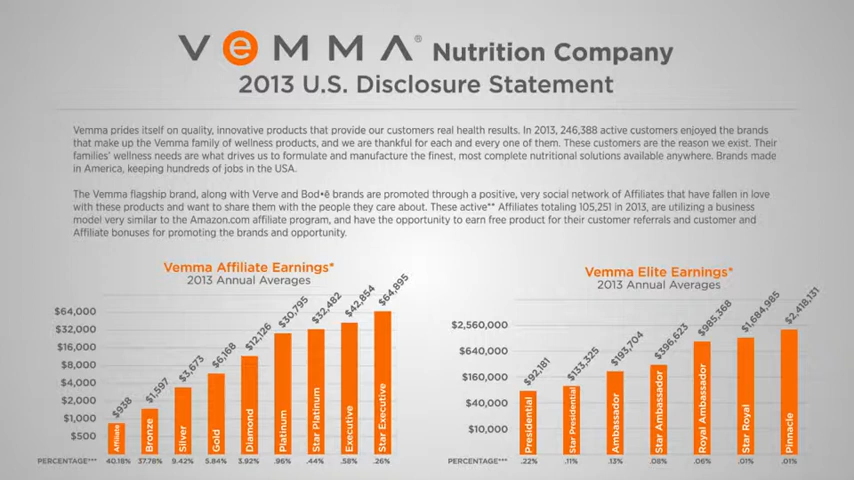 VeMMA® Nutrition Company
2013 U.S. Disclosure Statement
Vemma prides itself on quality, innovative products that provide our customers real health results. In 2013, 246,388 active customers enjoyed the brands
that make up the Vemma family of wellness products, and we are thankful for each and every one of them. These customers are the reason we exist. Their
families' wellness needs are what drives us to formulate and manufacture the finest, most complete nutritional solutions available anywhere. Brands made
in America, keeping hundreds of jobs in the USA.
The Vemma flagship brand, along with Verve and Bod•ē brands are promoted through a positive, very social network of Affiliates that have fallen in love
with these products and want to share them with the people they care about. These active** Affiliates totaling 105,251 in 2013, are utilizing a business
model very similar to the Amazon.com affiliate program, and have the opportunity to earn free product for their customer referrals and customer and
Affiliate bonuses for promoting the brands and opportunity.
Vemma Affiliate Earnings*
2013 Annual Averages
$64,000
$32,000
$16,000
$8,000
$4,000
$2,000
$1,000
$500
$938
$1,597
$3,673
$6,168
$12,126
$30,795
$32,482
$42,854
$64,895
Affiliate
Bronze
Silver
Gold
Diamond
Platinum
Star Platinum
Executive
Star Executive
PERCENTAGE*** 40.18% 37.78% 9.42% 5.84% 3.92% .96% .44% .58% .26%
Vemma Elite Earnings*
2013 Annual Averages
$2,560,000
$640,000
$160,000
$40,000
$10,000
$92,181
$133,325
$193,704
$396,623
$985,368
$1,684,985
$2,418,131
Presidential
Star Presidential
Ambassador
Star Ambassador
Royal Ambassador
Star Royal
Pinnacle
PERCENTAGE*** .22% .11% .13% .08% .06% .01% .01%